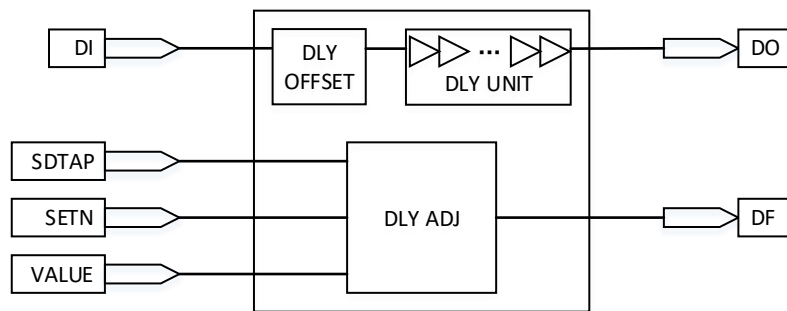 DI
DLY
OFFSET
...
DLY UNIT
DO
SDTAP
SETN
VALUE
DLY ADJ
DF